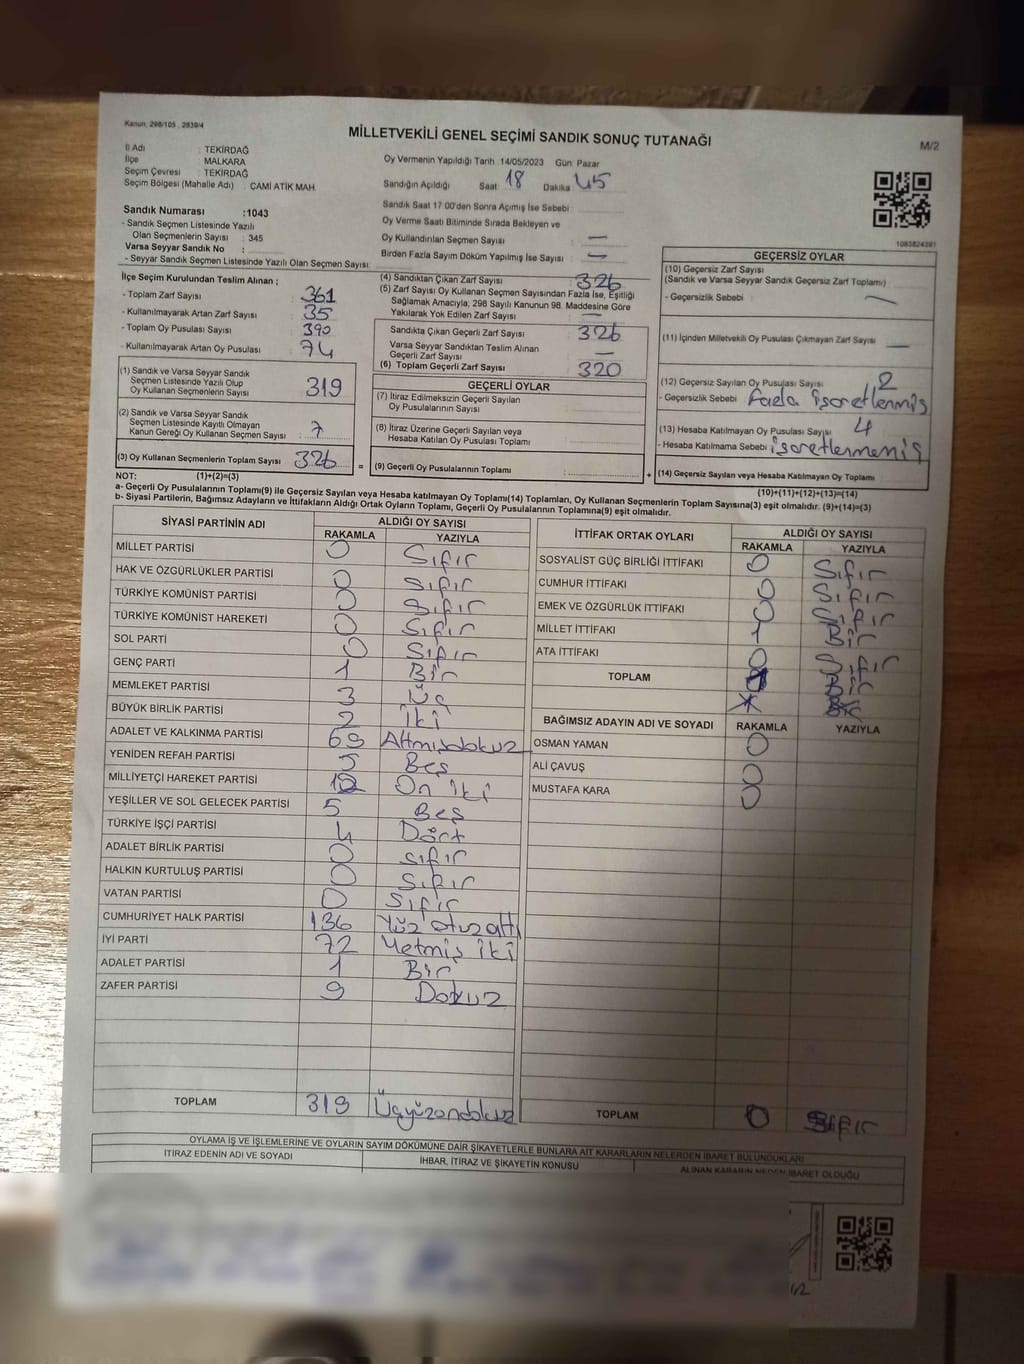 Kanun, 298/105 , 2839/4
MİLLETVEKİLİ GENEL SEÇİMİ SANDIK SONUÇ TUTANAĞI
M/2
İl Adı : TEKİRDAĞ
İlçe MALKARA
Seçim Çevresi : TEKİRDAĞ
Seçim Bölgesi (Mahalle Adı) : CAMİ ATİK MAH.
Oy Vermenin Yapıldığı Tarih 14/05/2023 Gün Pazar
Sandığın Açıldığı Saat 18 Dakika 45
Sandık Saat 17:00'den Sonra Açımış İse Sebebi
Oy Verme Saati Bitiminde Sırada Bekleyen ve
Oy Kullandırılan Seçmen Sayısı : —
Birden Fazla Sayım Döküm Yapılmış İse Sayısı : —
Sandık Numarası :1043
- Sandık Seçmen Listesinde Yazılı
Olan Seçmenlerin Sayısı : 345
Varsa Seyyar Sandık No :
- Seyyar Sandık Seçmen Listesinde Yazılı Olan Seçmen Sayısı:
1083824391
İlçe Seçim Kurulundan Teslim Alınan ;
- Toplam Zarf Sayısı : 361
- Kullanılmayarak Artan Zarf Sayısı : 35
- Toplam Oy Pusulası Sayısı : 390
- Kullanılmayarak Artan Oy Pusulası : 74
(1) Sandık ve Varsa Seyyar Sandık
Seçmen Listesinde Yazılı Olup
Oy Kullanan Seçmenlerin Sayısı : 319
(2) Sandık ve Varsa Seyyar Sandık
Seçmen Listesinde Kayıtlı Olmayan
Kanun Gereği Oy Kullanan Seçmen Sayısı : 7
(3) Oy Kullanan Seçmenlerin Toplam Sayısı : 326
(4) Sandıktan Çıkan Zarf Sayısı : 326
(5) Zarf Sayısı Oy Kullanan Seçmen Sayısından Fazla İse, Eşitliği
Sağlamak Amacıyla; 298 Sayılı Kanunun 98. Maddesine Göre
Yakılarak Yok Edilen Zarf Sayısı : —
Sandıkta Çıkan Geçerli Zarf Sayısı : 326
Varsa Seyyar Sandıktan Teslim Alınan
Geçerli Zarf Sayısı : —
(6) Toplam Geçerli Zarf Sayısı : 320
GEÇERLİ OYLAR
(7) İtiraz Edilmeksizin Geçerli Sayılan
Oy Pusulalarının Sayısı
(8) İtiraz Üzerine Geçerli Sayılan veya
Hesaba Katılan Oy Pusulası Toplamı
= (9) Geçerli Oy Pusulalarının Toplamı
GEÇERSİZ OYLAR
(10) Geçersiz Zarf Sayısı
(Sandık ve Varsa Seyyar Sandık Geçersiz Zarf Toplamı)
- Geçersizlik Sebebi : —
(11) İçinden Milletvekili Oy Pusulası Çıkmayan Zarf Sayısı —
(12) Geçersiz Sayılan Oy Pusulası Sayısı 2
- Geçersizlik Sebebi fazla işaretlenmiş
(13) Hesaba Katılmayan Oy Pusulası Sayısı 4
- Hesaba Katılmama Sebebi işaretlenmemiş
+ (14) Geçersiz Sayılan veya Hesaba Katılmayan Oy Toplamı
NOT: (1)+(2)=(3)
(10)+(11)+(12)+(13)=(14)
a- Geçerli Oy Pusulalarının Toplamı(9) ile Geçersiz Sayılan veya Hesaba katılmayan Oy Toplamı(14) Toplamları, Oy Kullanan Seçmenlerin Toplam Sayısına(3) eşit olmalıdır. (9)+(14)=(3)
b- Siyasi Partilerin, Bağımsız Adayların ve İttifakların Aldığı Ortak Oyların Toplamı, Geçerli Oy Pusulalarının Toplamına(9) eşit olmalıdır.
SİYASİ PARTİNİN ADI ALDIĞI OY SAYISI
RAKAMLA YAZIYLA
MİLLET PARTİSİ 0 Sıfır
HAK VE ÖZGÜRLÜKLER PARTİSİ 0 Sıfır
TÜRKİYE KOMÜNİST PARTİSİ 0 Sıfır
TÜRKİYE KOMÜNİST HAREKETİ 0 Sıfır
SOL PARTİ 0 Sıfır
GENÇ PARTİ 1 Bir
MEMLEKET PARTİSİ 3 Üç
BÜYÜK BİRLİK PARTİSİ 2 İki
ADALET VE KALKINMA PARTİSİ 69 Altmışdokuz
YENİDEN REFAH PARTİSİ 5 Beş
MİLLİYETÇİ HAREKET PARTİSİ 12 On iki
YEŞİLLER VE SOL GELECEK PARTİSİ 5 Beş
TÜRKİYE İŞÇİ PARTİSİ 4 Dört
ADALET BİRLİK PARTİSİ 0 sıfır
HALKIN KURTULUŞ PARTİSİ 0 Sıfır
VATAN PARTİSİ 0 Sıfır
CUMHURİYET HALK PARTİSİ 136 Yüz otuz altı
İYİ PARTİ 72 Yetmiş iki
ADALET PARTİSİ 1 Bir
ZAFER PARTİSİ 9 Dokuz
TOPLAM 319 Üçyüzondokuz
İTTİFAK ORTAK OYLARI ALDIĞI OY SAYISI
RAKAMLA YAZIYLA
SOSYALİST GÜÇ BİRLİĞİ İTTİFAKI 0 Sıfır
CUMHUR İTTİFAKI 0 Sıfır
EMEK VE ÖZGÜRLÜK İTTİFAKI 0 Sıfır
MİLLET İTTİFAKI 1 Bir
ATA İTTİFAKI 0 Sıfır
TOPLAM 1 Bir
BAĞIMSIZ ADAYIN ADI VE SOYADI RAKAMLA YAZIYLA
OSMAN YAMAN 0
ALİ ÇAVUŞ 0
MUSTAFA KARA 0
TOPLAM 0 Sıfır
OYLAMA İŞ VE İŞLEMLERİNE VE OYLARIN SAYIM DÖKÜMÜNE DAİR ŞİKAYETLERLE BUNLARA AİT KARARLARIN NELERDEN İBARET BULUNDUKLARI
İTİRAZ EDENİN ADI VE SOYADI İHBAR, İTİRAZ VE ŞİKAYETİN KONUSU ALINAN KARARIN NEDEN İBARET OLDUĞU